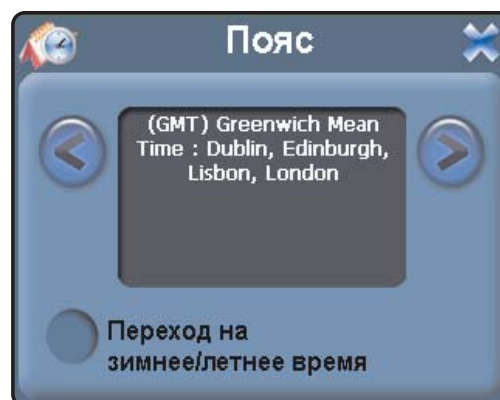 Пояс
(GMT) Greenwich Mean
Time : Dublin, Edinburgh,
Lisbon, London
Переход на
зимнее/летнее время